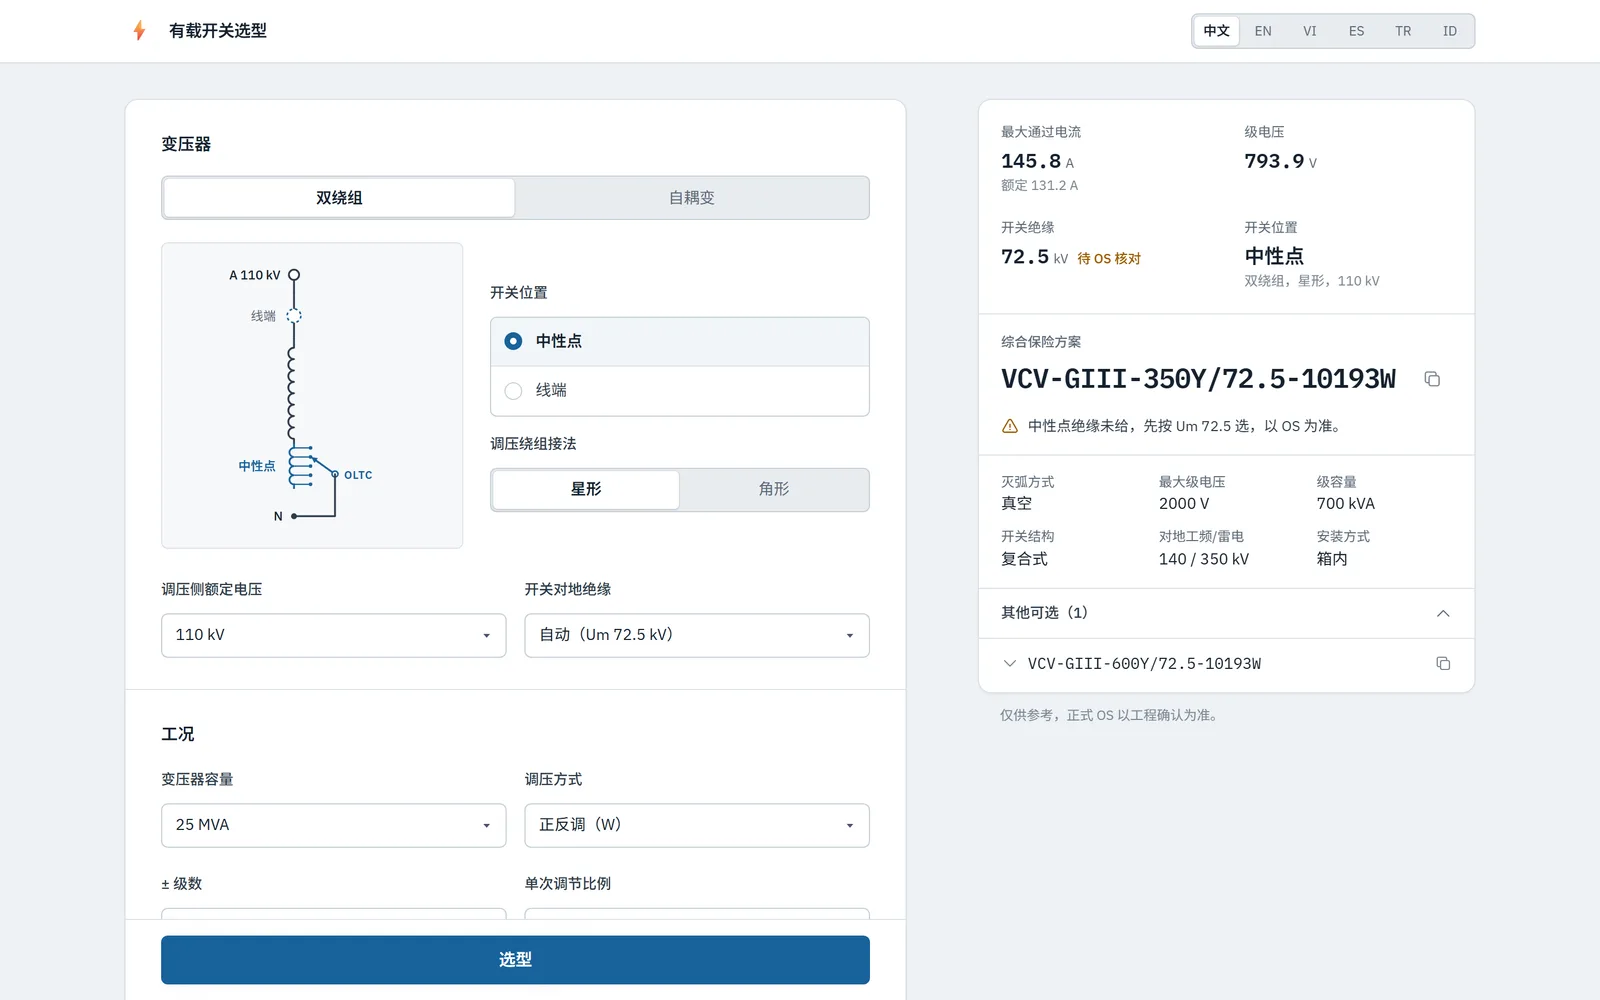 有载开关选型
中文 EN VI ES TR ID
变压器
双绕组 自耦变
A 110 kV
线端
中性点
OLTC
N
开关位置
中性点
线端
调压绕组接法
星形 角形
调压侧额定电压 开关对地绝缘
110 kV 自动（Um 72.5 kV）
工况
变压器容量 调压方式
25 MVA 正反调（W）
± 级数 单次调节比例
选型
最大通过电流 级电压
145.8 A 793.9 V
额定 131.2 A
开关绝缘 开关位置
72.5 kV 待 OS 核对 中性点
双绕组，星形，110 kV
综合保险方案
VCV-GIII-350Y/72.5-10193W
中性点绝缘未给，先按 Um 72.5 选，以 OS 为准。
灭弧方式 最大级电压 级容量
真空 2000 V 700 kVA
开关结构 对地工频/雷电 安装方式
复合式 140 / 350 kV 箱内
其他可选（1）
VCV-GIII-600Y/72.5-10193W
仅供参考，正式 OS 以工程确认为准。